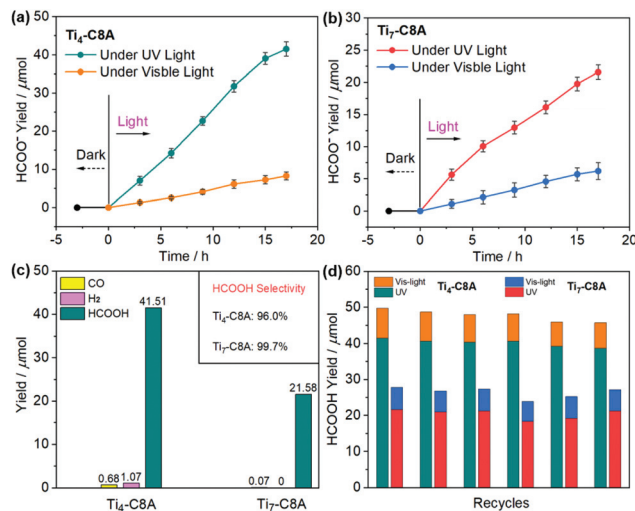 (a)
Ti₄-C8A
Under UV Light
Under Visble Light
Light
Dark
HCOO⁻ Yield / μmol
50
40
30
20
10
0
-5 0 5 10 15 20
Time / h
(b)
Ti₇-C8A
Under UV Light
Under Visble Light
Light
Dark
HCOO⁻ Yield / μmol
30
25
20
15
10
5
0
-5 0 5 10 15 20
Time / h
(c)
CO
H₂
HCOOH
HCOOH Selectivity
Ti₄-C8A: 96.0%
Ti₇-C8A: 99.7%
41.51
21.58
0.68
1.07
0.07
0
Yield / μmol
50
40
30
20
10
0
Ti₄-C8A
Ti₇-C8A
(d)
Vis-light
UV
Ti₄-C8A
Vis-light
UV
Ti₇-C8A
HCOOH Yield / μmol
60
50
40
30
20
10
0
Recycles